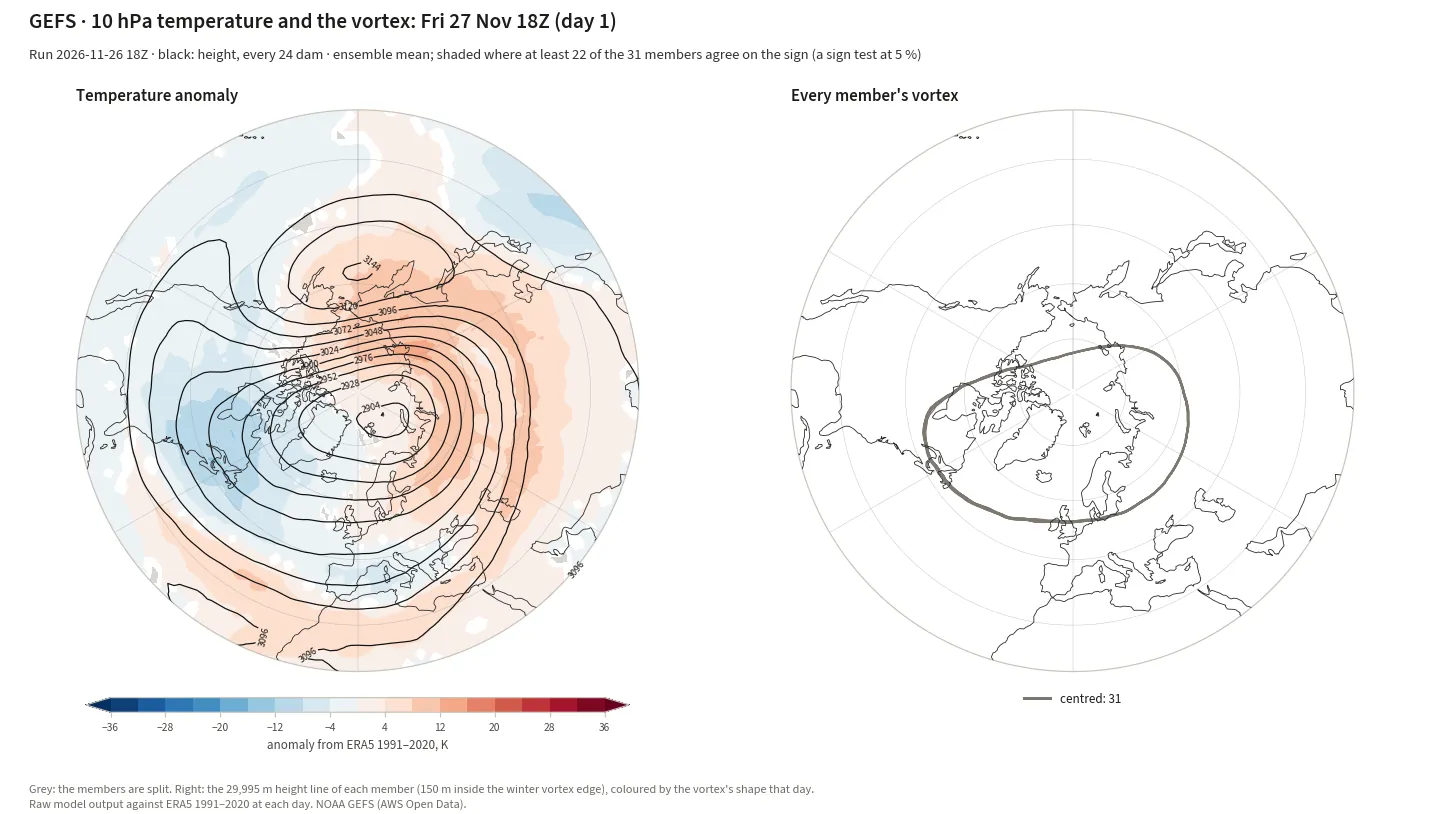 GEFS · 10 hPa temperature and the vortex: Fri 27 Nov 18Z (day 1)
Run 2026-11-26 18Z · black: height, every 24 dam · ensemble mean; shaded where at least 22 of the 31 members agree on the sign (a sign test at 5 %)
Temperature anomaly
Every member's vortex
3144
3120
3096
3072
3048
3024
2976
2952
2928
2904
3096
3096
3096
centred: 31
−36 −28 −20 −12 −4 4 12 20 28 36
anomaly from ERA5 1991–2020, K
Grey: the members are split. Right: the 29,995 m height line of each member (150 m inside the winter vortex edge), coloured by the vortex's shape that day.
Raw model output against ERA5 1991–2020 at each day. NOAA GEFS (AWS Open Data).